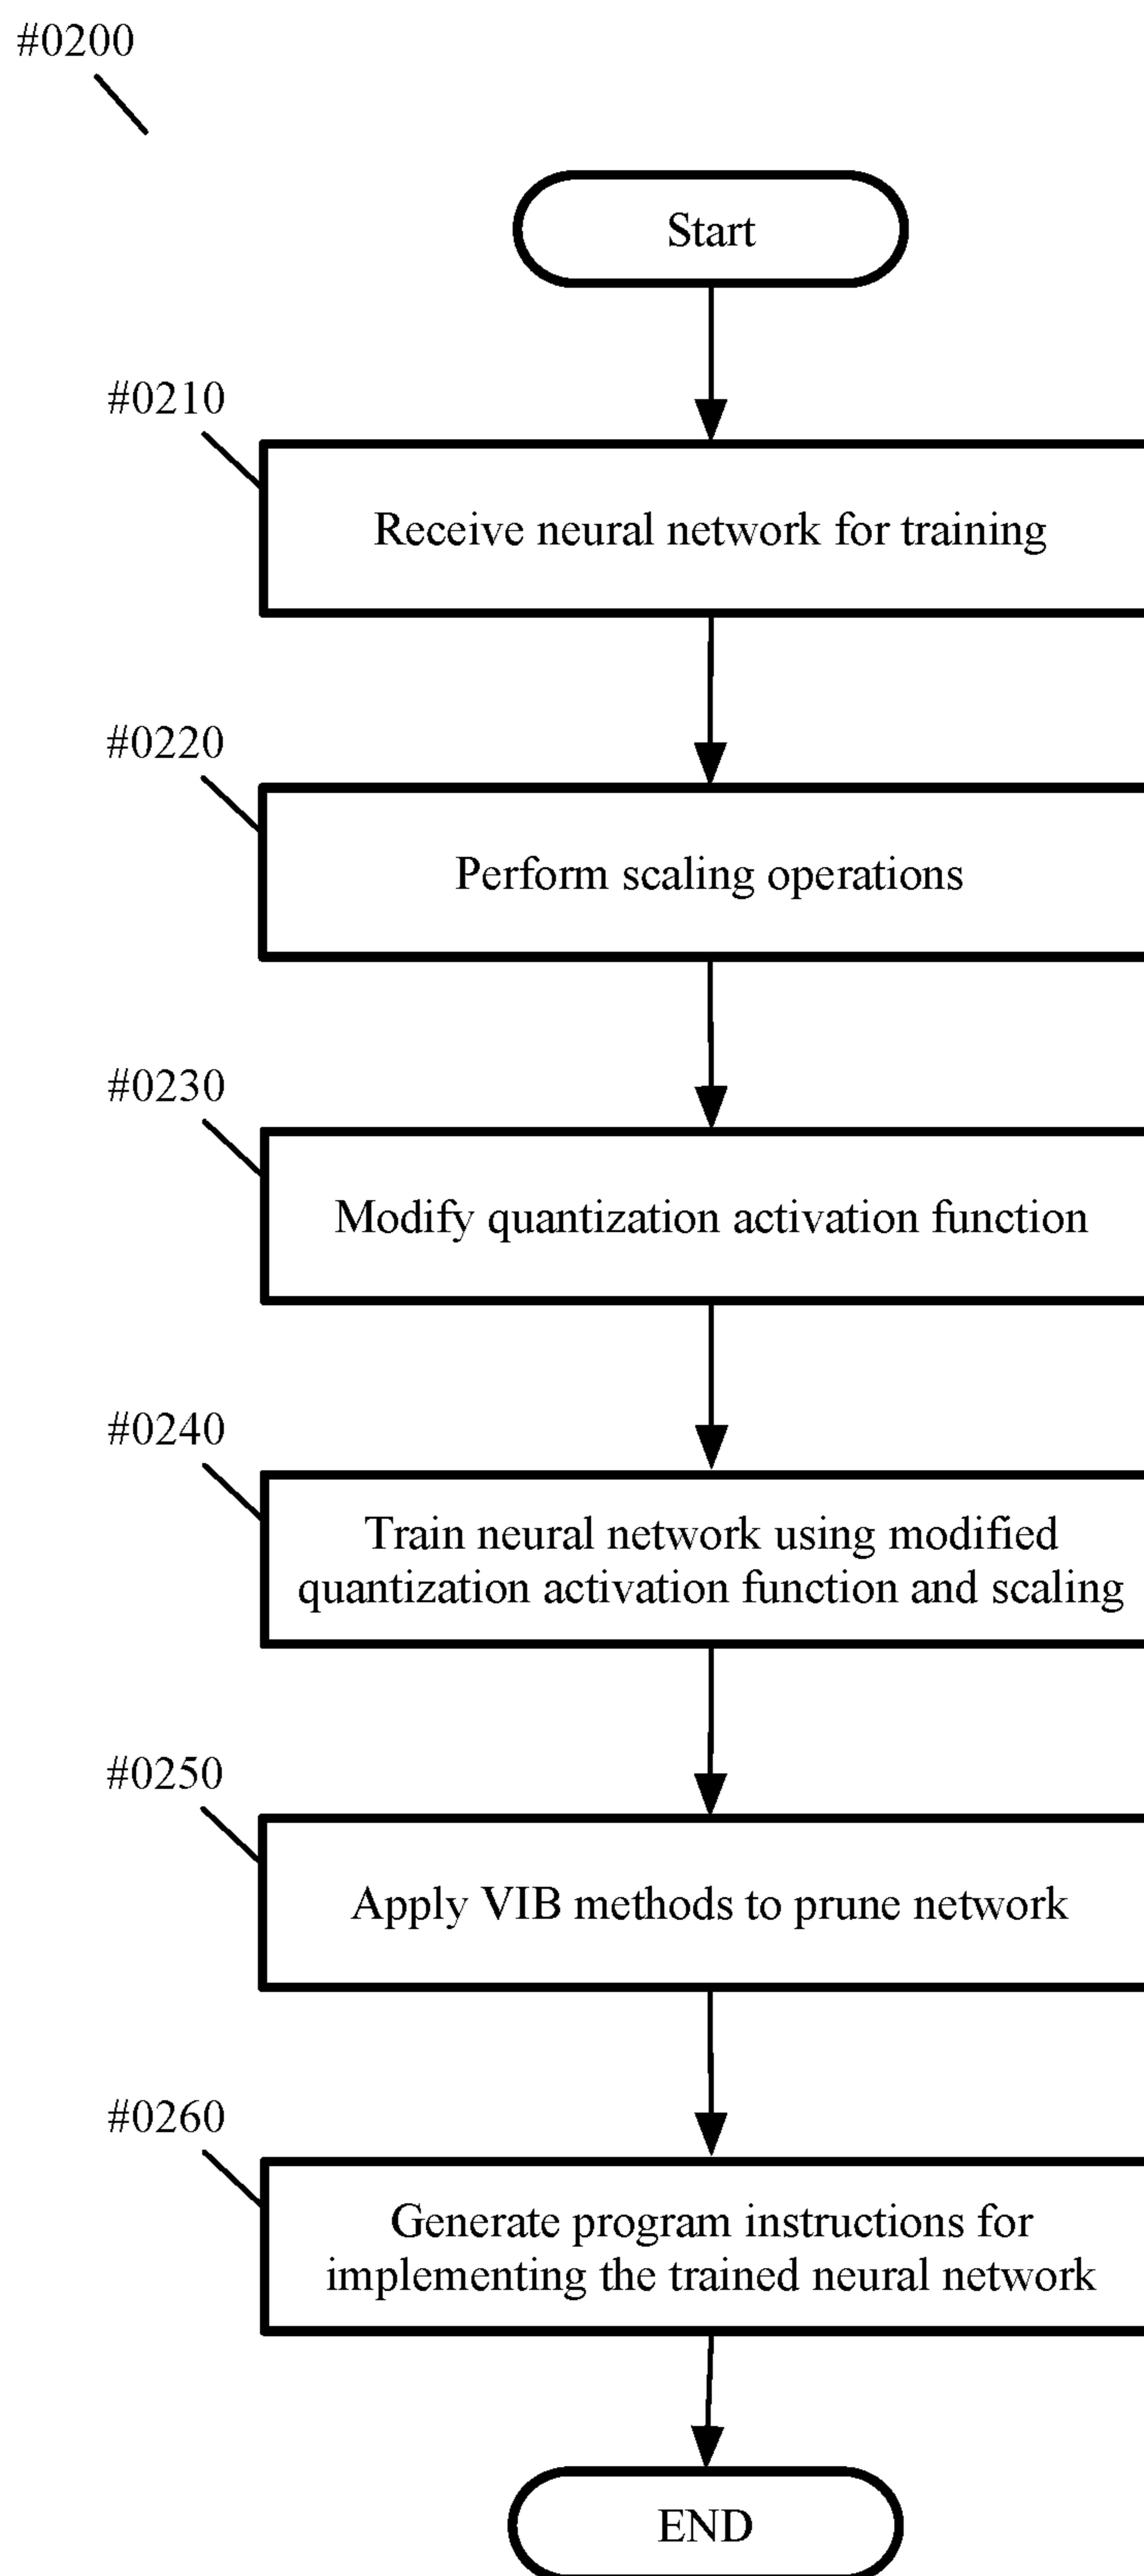 #0200
Start
#0210
Receive neural network for training
#0220
Perform scaling operations
#0230
Modify quantization activation function
#0240
Train neural network using modified
quantization activation function and scaling
#0250
Apply VIB methods to prune network
#0260
Generate program instructions for
implementing the trained neural network
END